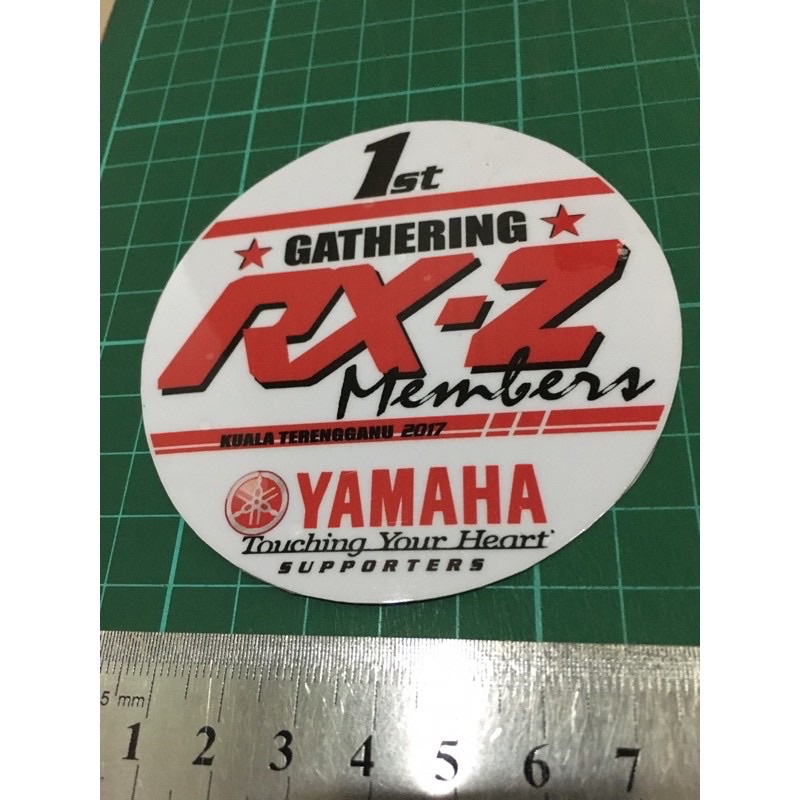 1st
GATHERING
RX-Z
Members
KUALA TERENGGANU 2017
YAMAHA
Touching Your Heart
SUPPORTERS
5 mm
1 2 3 4 5 6 7